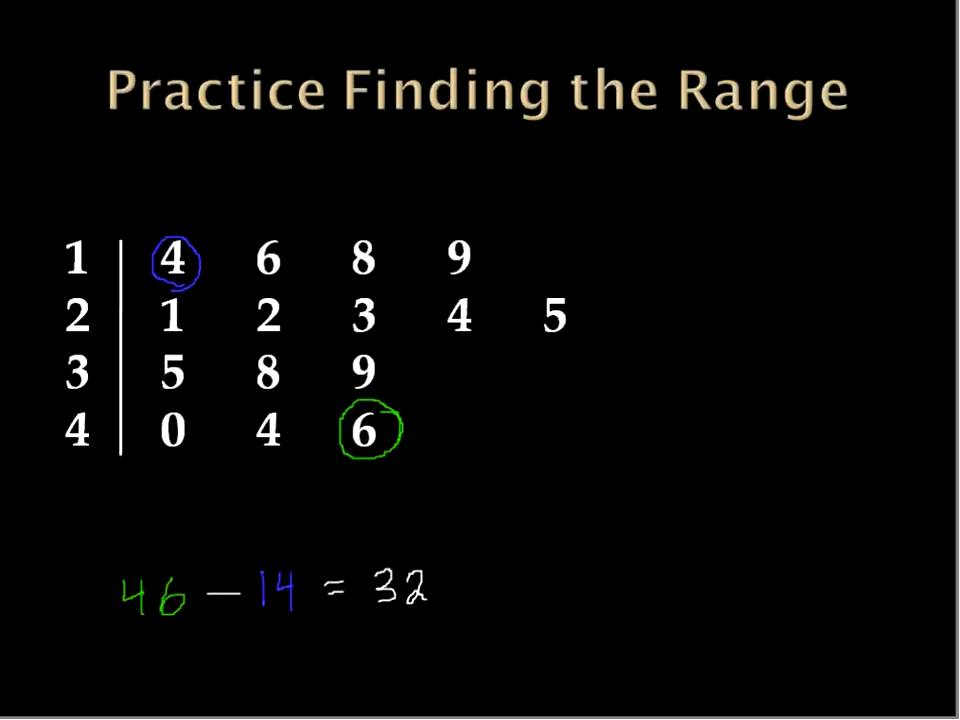 Practice Finding the Range
1 4 6 8 9
2 1 2 3 4 5
3 5 8 9
4 0 4 6
46 — 14 = 32